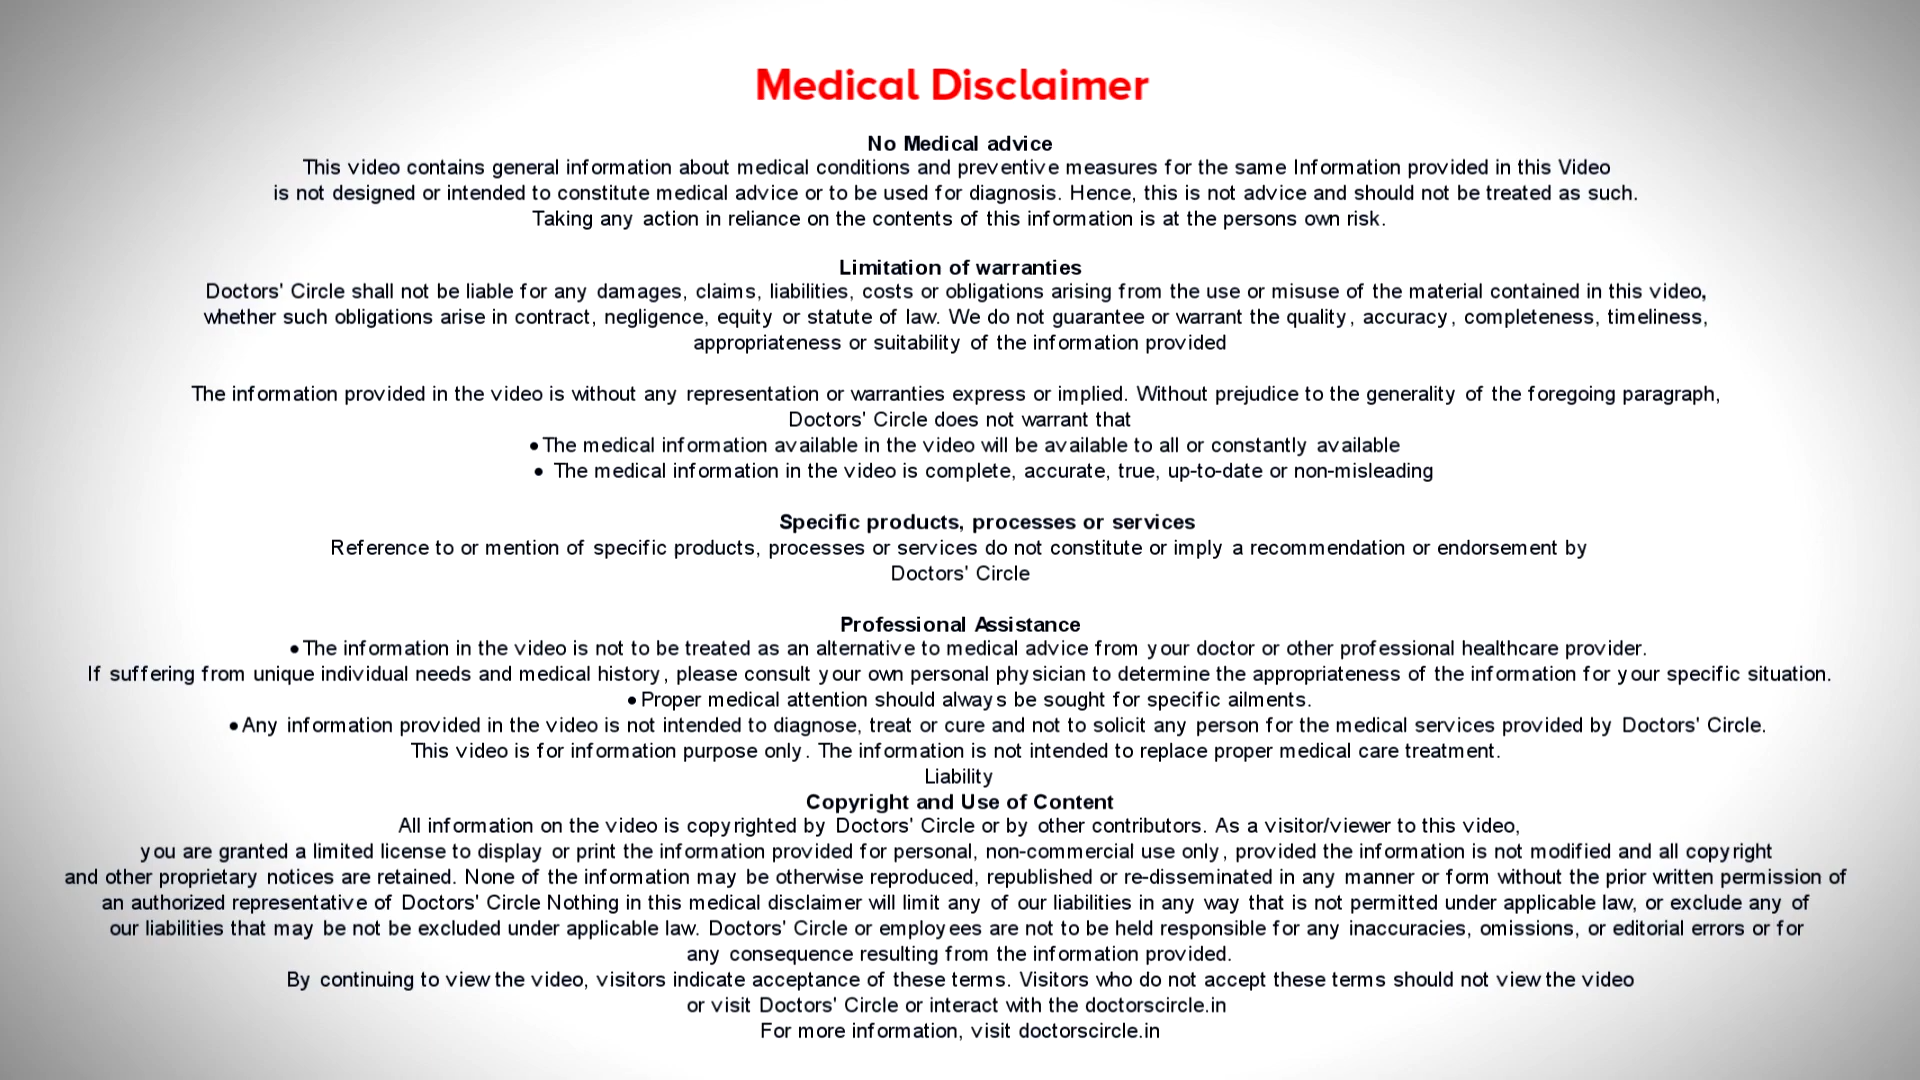 Medical Disclaimer
No Medical advice
This video contains general information about medical conditions and preventive measures for the same Information provided in this Video
is not designed or intended to constitute medical advice or to be used for diagnosis. Hence, this is not advice and should not be treated as such.
Taking any action in reliance on the contents of this information is at the persons own risk.
Limitation of warranties
Doctors' Circle shall not be liable for any damages, claims, liabilities, costs or obligations arising from the use or misuse of the material contained in this video,
whether such obligations arise in contract, negligence, equity or statute of law. We do not guarantee or warrant the quality, accuracy, completeness, timeliness,
appropriateness or suitability of the information provided
The information provided in the video is without any representation or warranties express or implied. Without prejudice to the generality of the foregoing paragraph,
Doctors' Circle does not warrant that
• The medical information available in the video will be available to all or constantly available
• The medical information in the video is complete, accurate, true, up-to-date or non-misleading
Specific products, processes or services
Reference to or mention of specific products, processes or services do not constitute or imply a recommendation or endorsement by
Doctors' Circle
Professional Assistance
• The information in the video is not to be treated as an alternative to medical advice from your doctor or other professional healthcare provider.
If suffering from unique individual needs and medical history, please consult your own personal physician to determine the appropriateness of the information for your specific situation.
• Proper medical attention should always be sought for specific ailments.
• Any information provided in the video is not intended to diagnose, treat or cure and not to solicit any person for the medical services provided by Doctors' Circle.
This video is for information purpose only. The information is not intended to replace proper medical care treatment.
Liability
Copyright and Use of Content
All information on the video is copyrighted by Doctors' Circle or by other contributors. As a visitor/viewer to this video,
you are granted a limited license to display or print the information provided for personal, non-commercial use only, provided the information is not modified and all copyright
and other proprietary notices are retained. None of the information may be otherwise reproduced, republished or re-disseminated in any manner or form without the prior written permission of
an authorized representative of Doctors' Circle Nothing in this medical disclaimer will limit any of our liabilities in any way that is not permitted under applicable law, or exclude any of
our liabilities that may be not be excluded under applicable law. Doctors' Circle or employees are not to be held responsible for any inaccuracies, omissions, or editorial errors or for
any consequence resulting from the information provided.
By continuing to view the video, visitors indicate acceptance of these terms. Visitors who do not accept these terms should not view the video
or visit Doctors' Circle or interact with the doctorscircle.in
For more information, visit doctorscircle.in